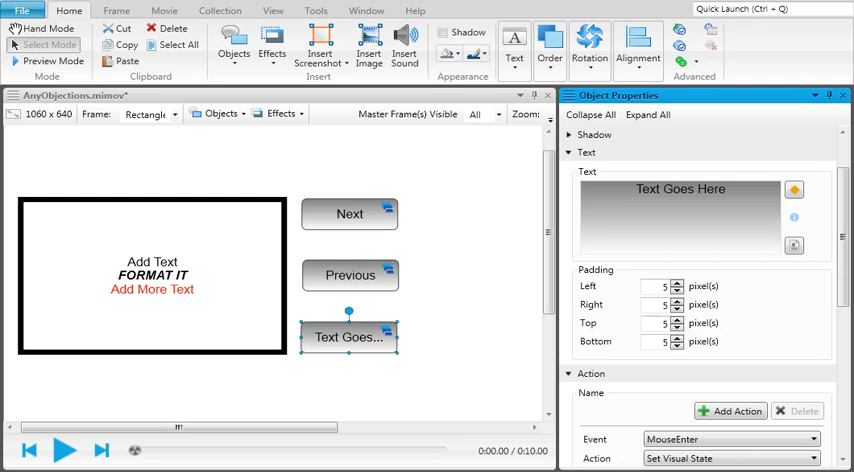 File Home Frame Movie Collection View Tools Window Help Quick Launch (Ctrl + Q)
Hand Mode
Select Mode
Preview Mode
Mode
Cut Delete
Copy Select All
Paste
Clipboard
Objects
Effects
Insert
Screenshot
Insert
Image
Insert
Sound
Insert
Shadow
Appearance
Text
Order
Rotation
Alignment
Advanced
AnyObjections.mimov*
1060 x 640 Frame: Rectangle Objects Effects Master Frame(s) Visible All Zoom:
Add Text
FORMAT IT
Add More Text
Next
Previous
Text Goes...
0:00.00 / 0:10.00
Object Properties
Collapse All Expand All
Shadow
Text
Text
Text Goes Here
Padding
Left 5 pixel(s)
Right 5 pixel(s)
Top 5 pixel(s)
Bottom 5 pixel(s)
Action
Name
Add Action Delete
Event MouseEnter
Action Set Visual State